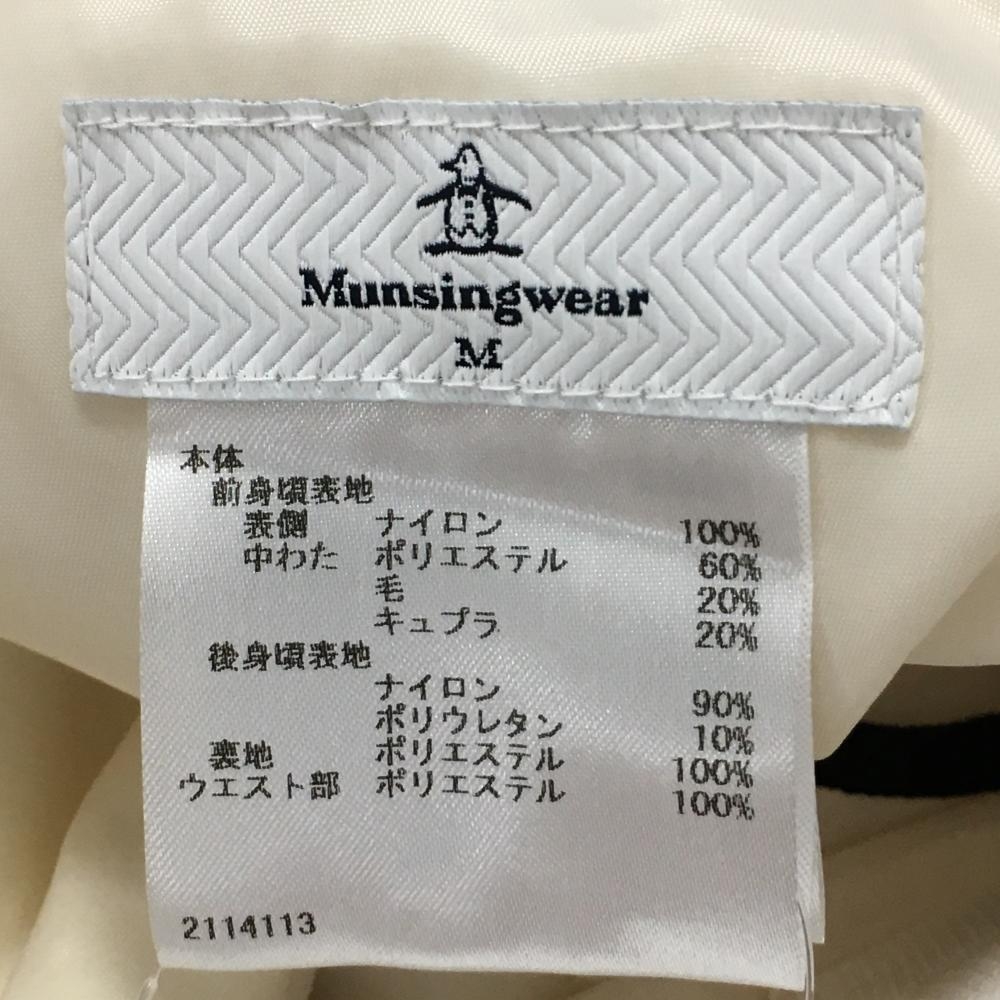 Munsingwear
M
本体
前身頃表地
表側 ナイロン 100%
中わた ポリエステル 60%
毛 20%
キュプラ 20%
後身頃表地
ナイロン 90%
ポリウレタン 10%
裏地 ポリエステル 100%
ウエスト部 ポリエステル 100%
2114113